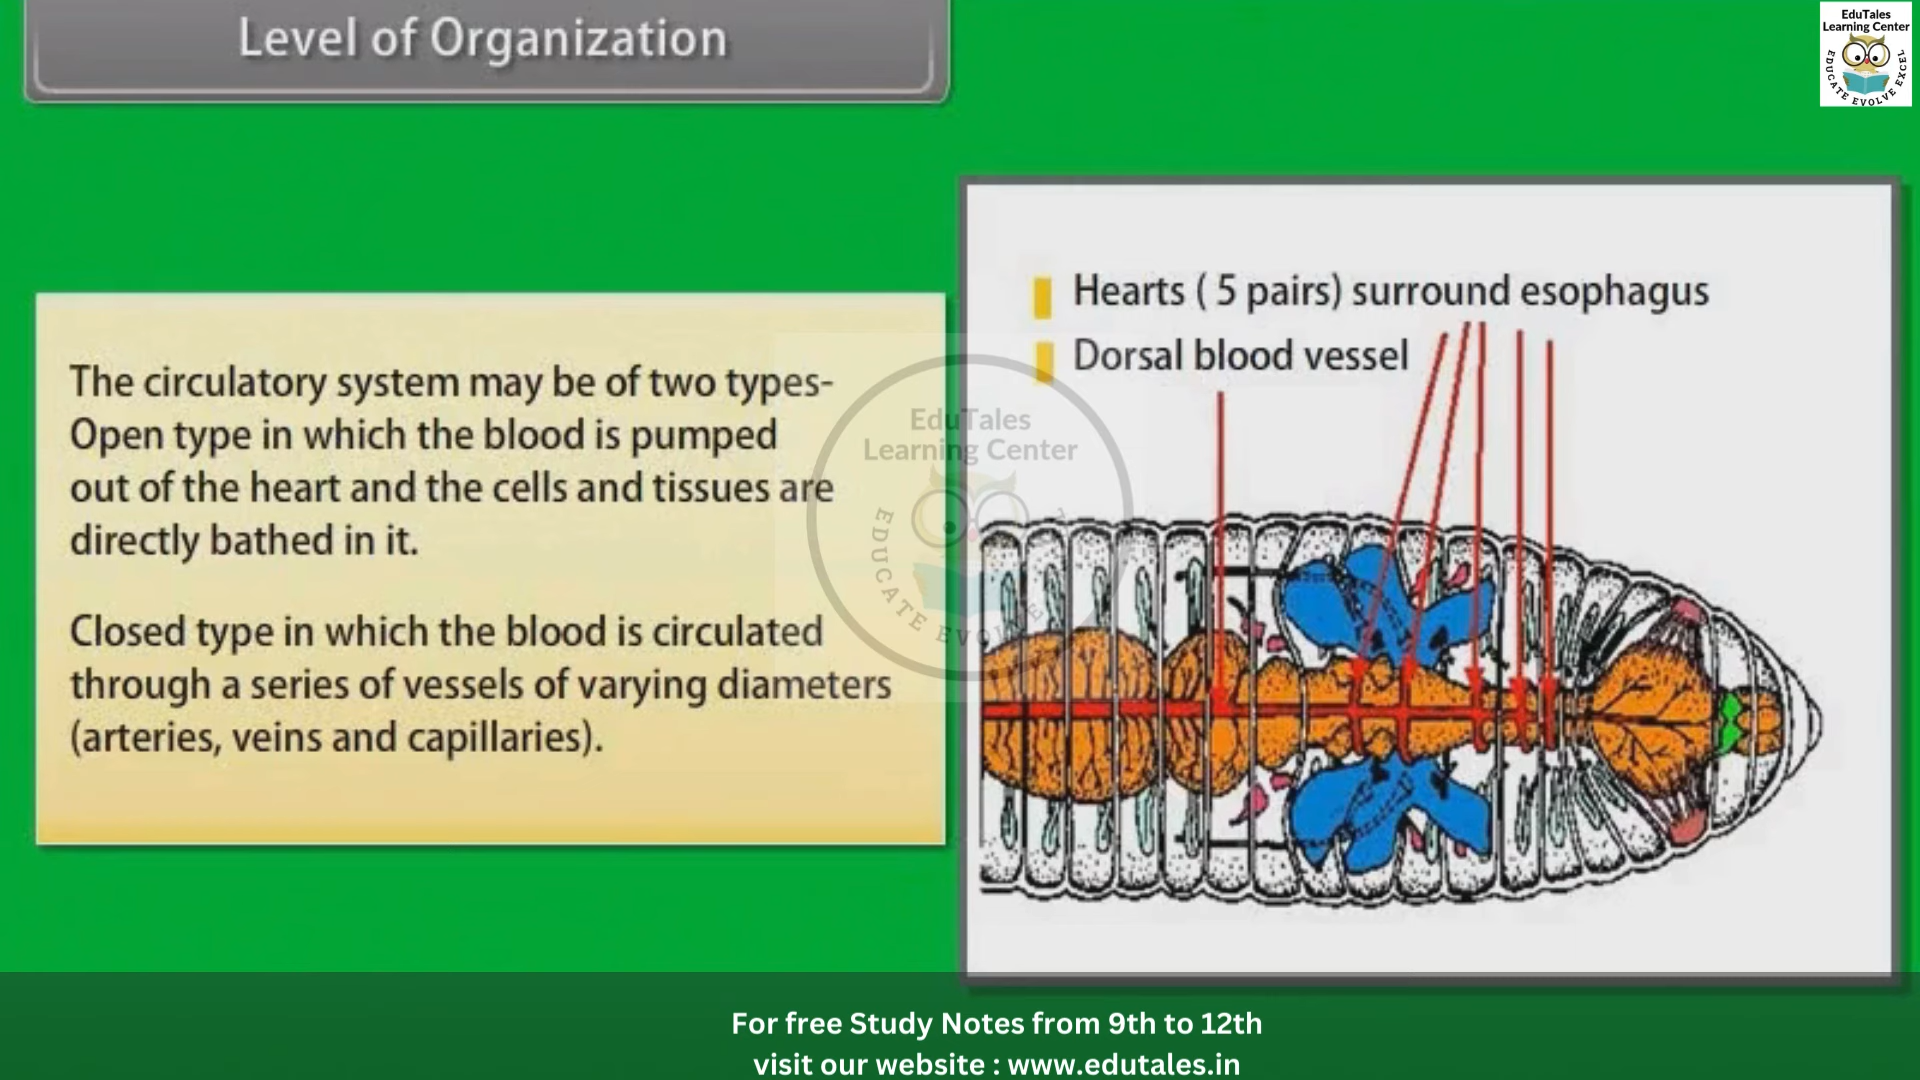 Level of Organization
EduTales
Learning Center
EDUCATE EVOLVE EXCEL
The circulatory system may be of two types-
Open type in which the blood is pumped
out of the heart and the cells and tissues are
directly bathed in it.
Closed type in which the blood is circulated
through a series of vessels of varying diameters
(arteries, veins and capillaries).
Hearts ( 5 pairs) surround esophagus
Dorsal blood vessel
EduTales
Learning Center
EDUCATE EVOLVE
For free Study Notes from 9th to 12th
visit our website : www.edutales.in